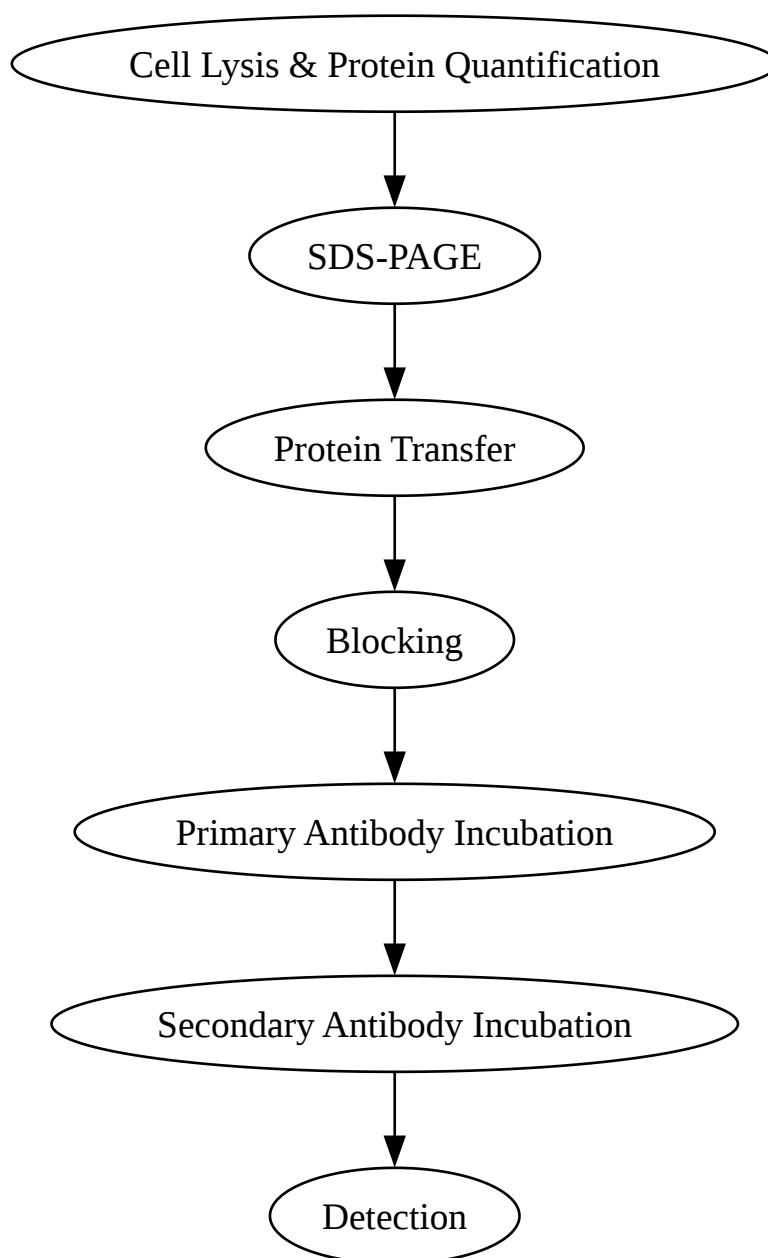 Cell Lysis & Protein Quantification
SDS-PAGE
Protein Transfer
Blocking
Primary Antibody Incubation
Secondary Antibody Incubation
Detection